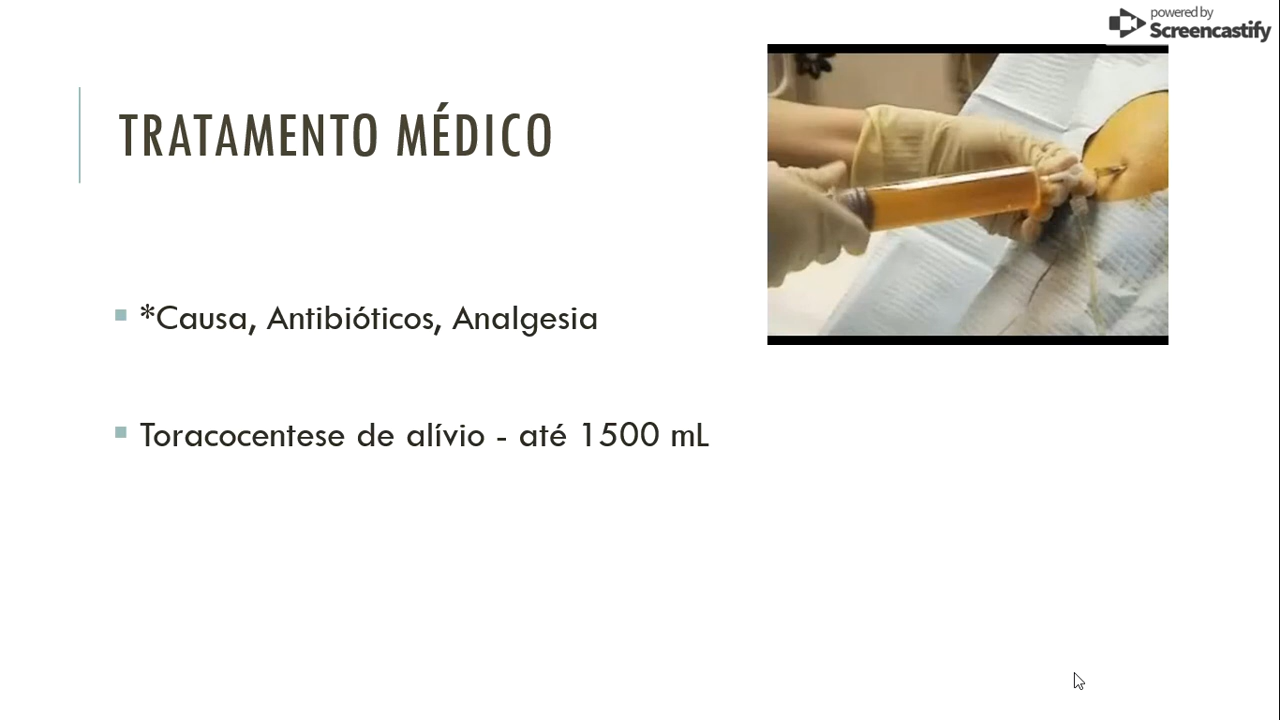 powered by
Screencastify
TRATAMENTO MÉDICO
*Causa, Antibióticos, Analgesia
Toracocentese de alívio - até 1500 mL